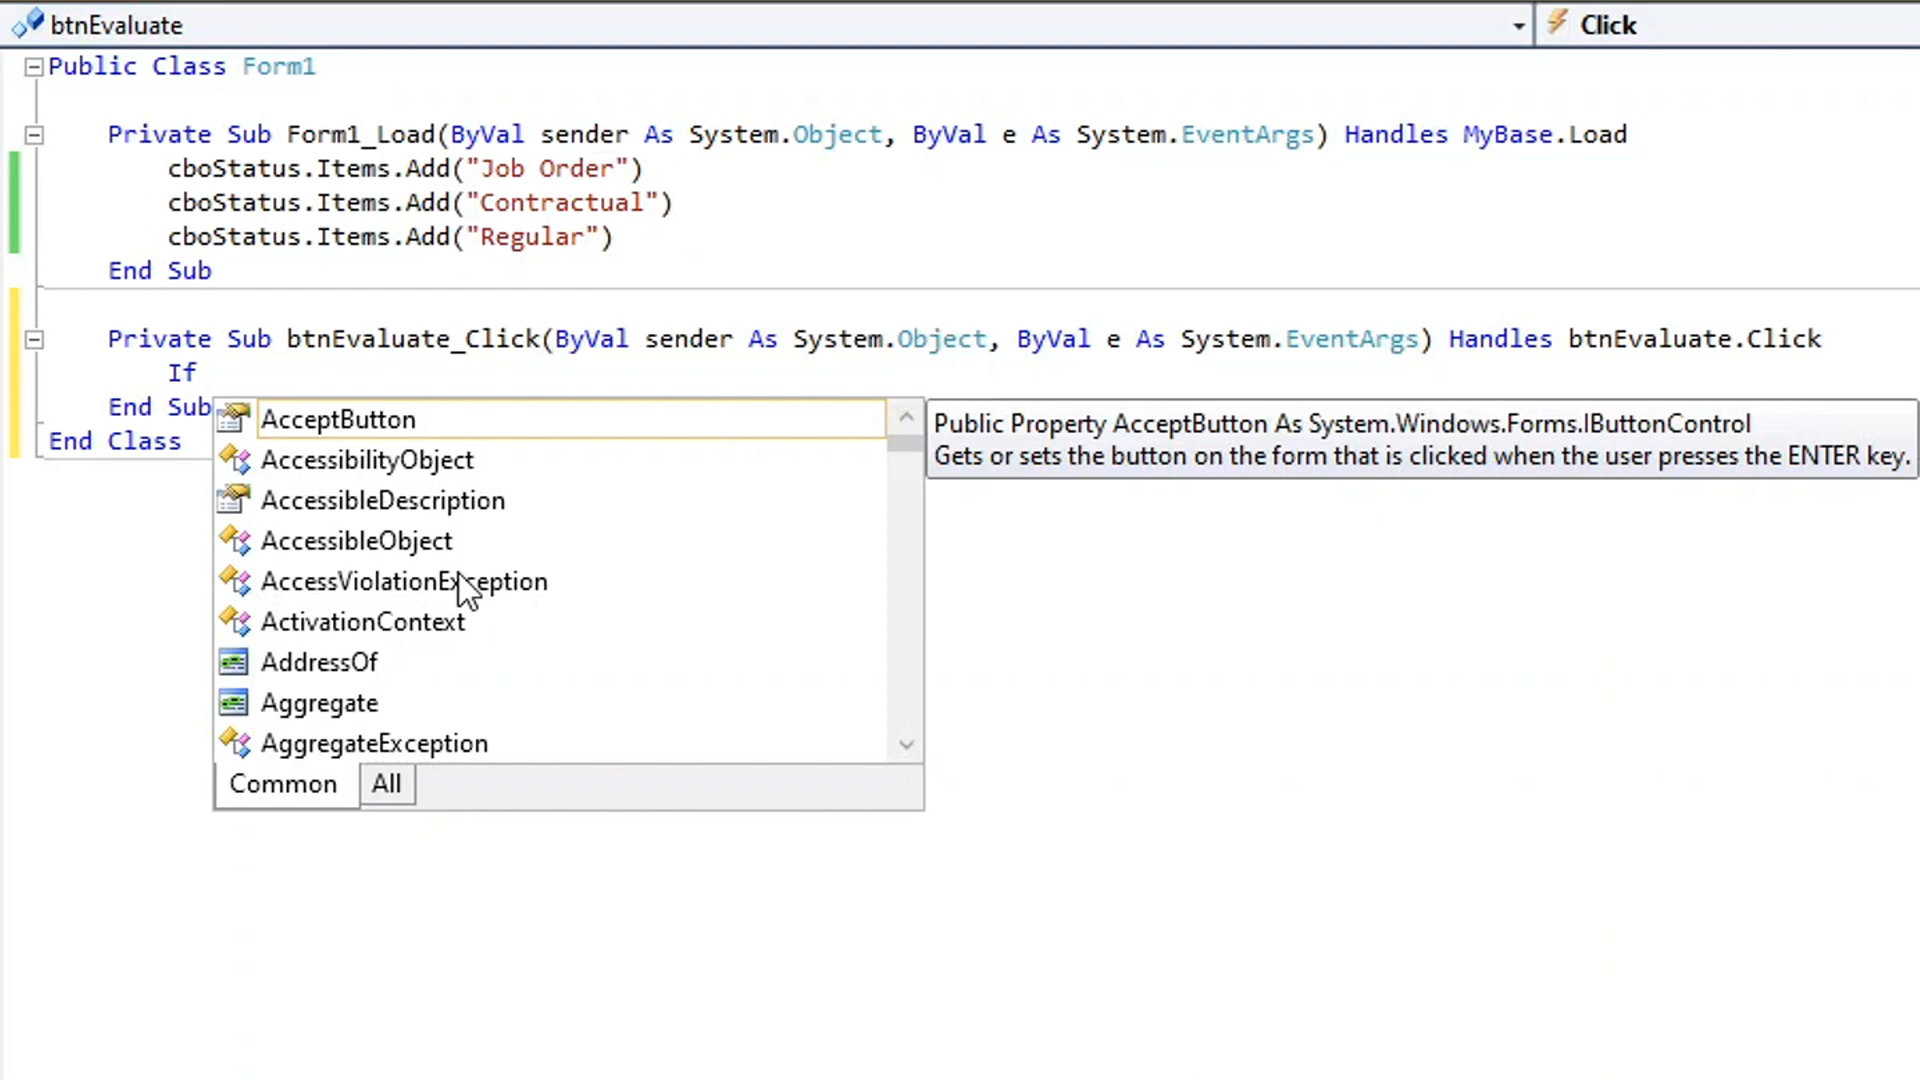 btnEvaluate
Click
Public Class Form1
Private Sub Form1_Load(ByVal sender As System.Object, ByVal e As System.EventArgs) Handles MyBase.Load
cboStatus.Items.Add("Job Order")
cboStatus.Items.Add("Contractual")
cboStatus.Items.Add("Regular")
End Sub
Private Sub btnEvaluate_Click(ByVal sender As System.Object, ByVal e As System.EventArgs) Handles btnEvaluate.Click
If
End Sub
End Class
AcceptButton
AccessibilityObject
AccessibleDescription
AccessibleObject
AccessViolationException
ActivationContext
AddressOf
Aggregate
AggregateException
Common
All
Public Property AcceptButton As System.Windows.Forms.IButtonControl
Gets or sets the button on the form that is clicked when the user presses the ENTER key.